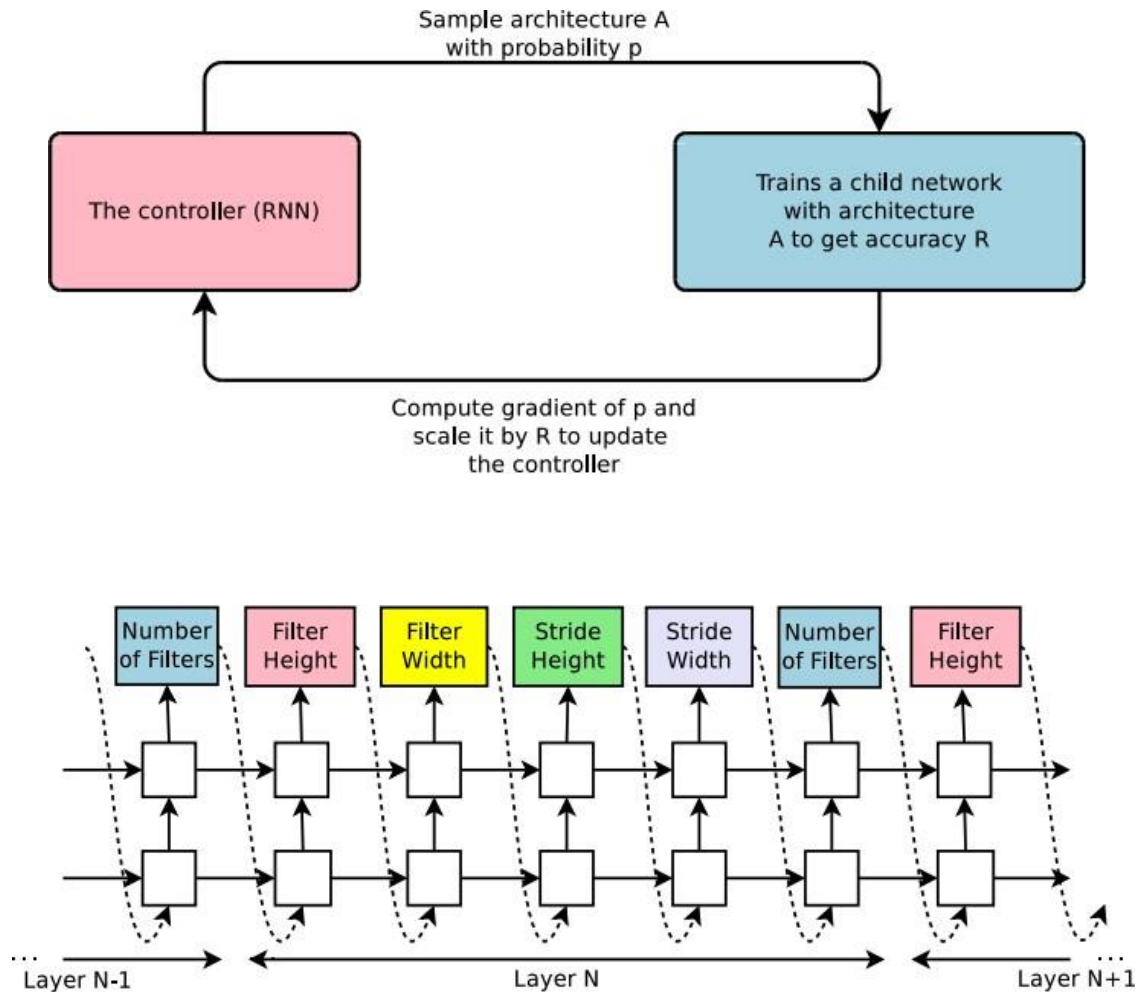 Sample architecture A
with probability p
The controller (RNN)
Trains a child network
with architecture
A to get accuracy R
Compute gradient of p and
scale it by R to update
the controller
Number
of Filters
Filter
Height
Filter
Width
Stride
Height
Stride
Width
Number
of Filters
Filter
Height
...
Layer N-1
Layer N
Layer N+1
...